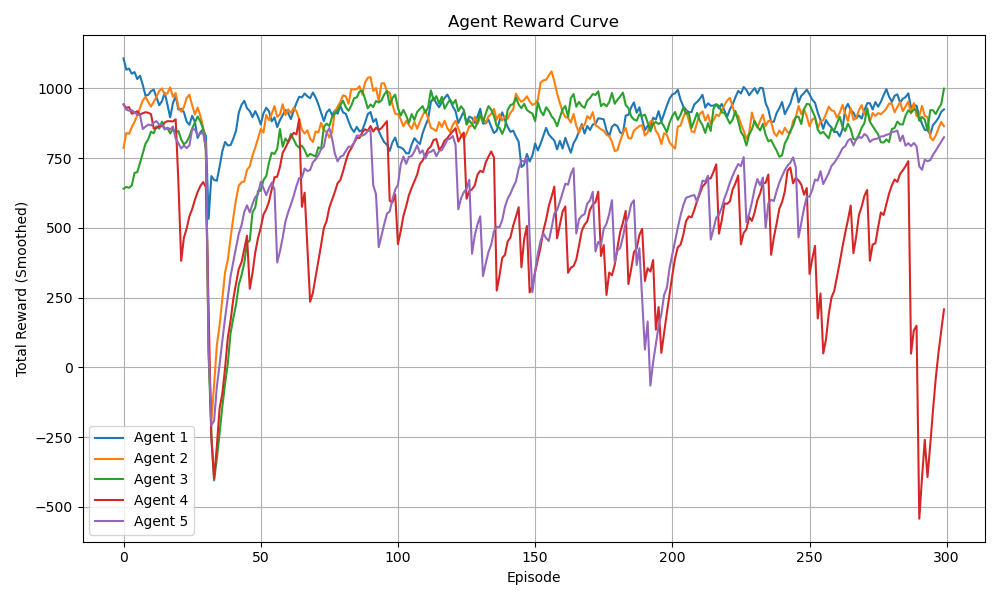 Agent Reward Curve
Total Reward (Smoothed)
1000
750
500
250
0
−250
−500
Agent 1
Agent 2
Agent 3
Agent 4
Agent 5
0 50 100 150 200 250 300
Episode